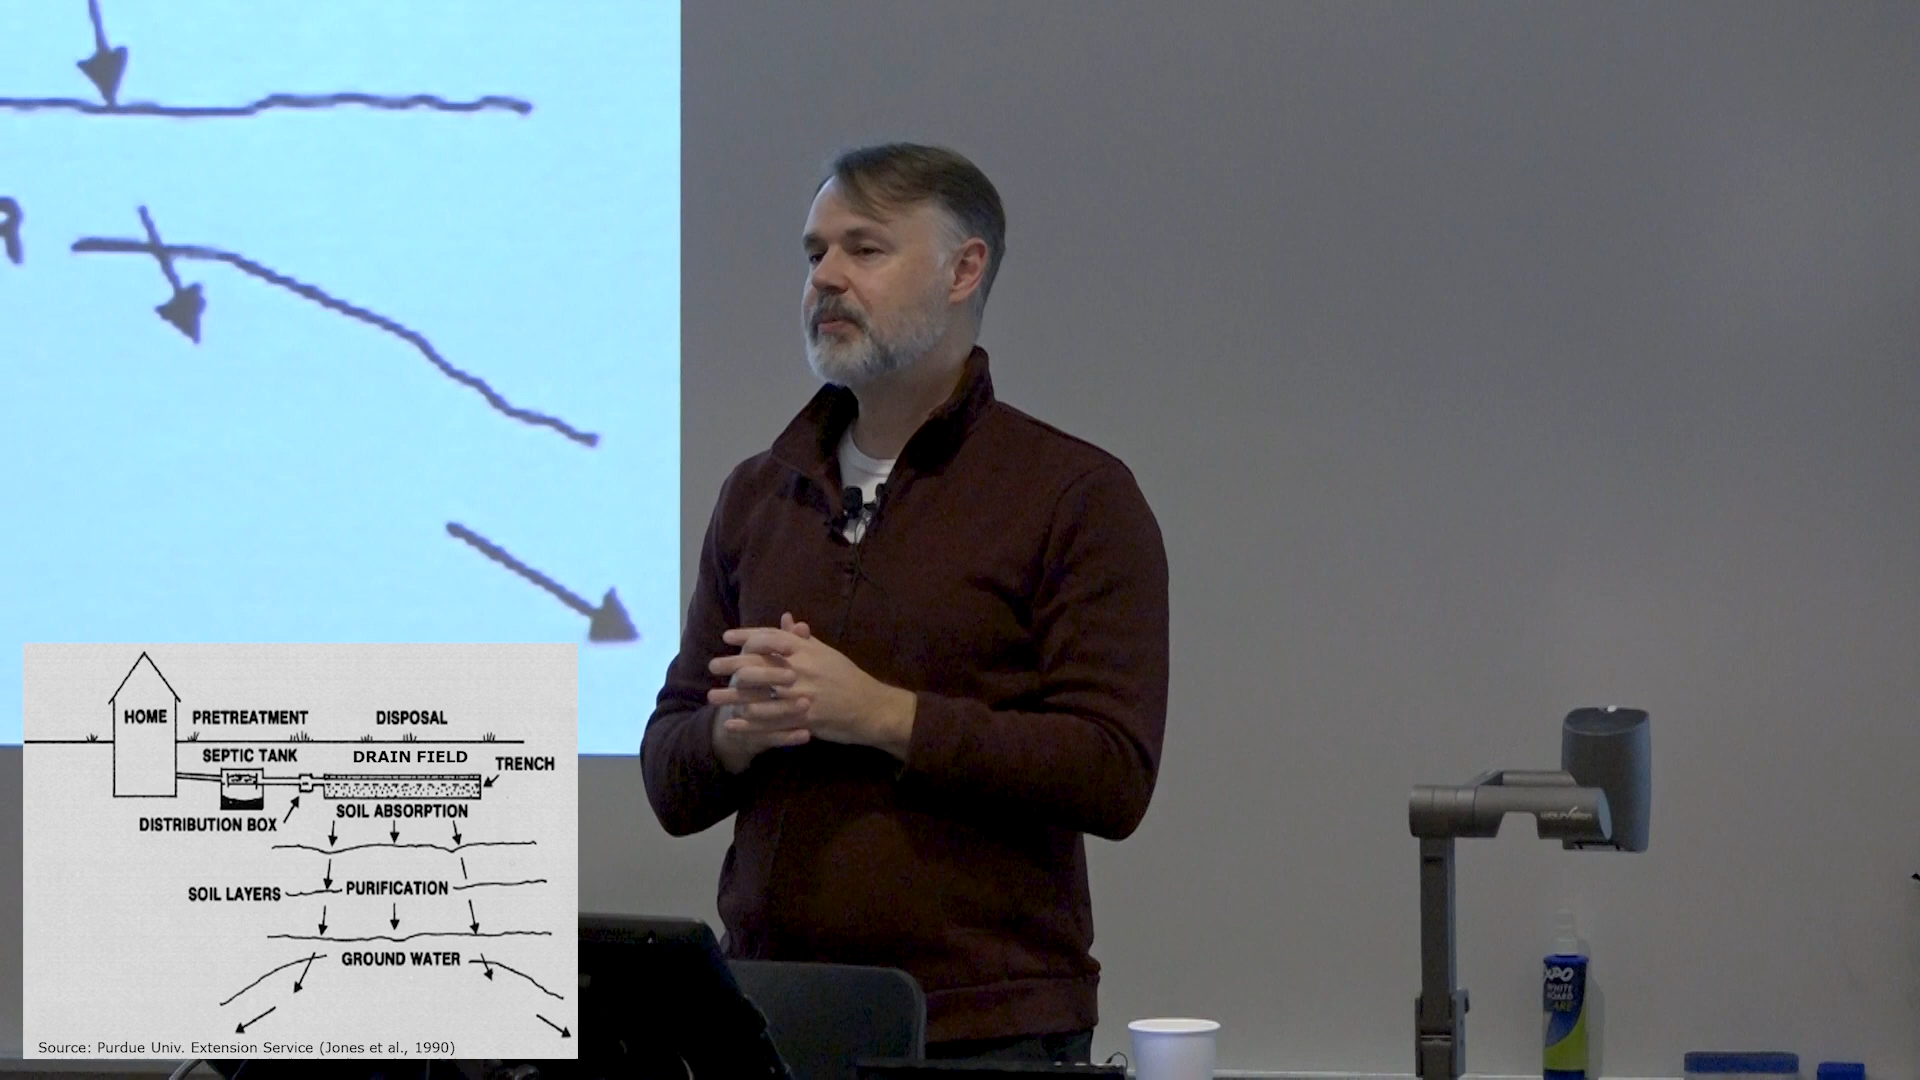 HOME
PRETREATMENT
DISPOSAL
SEPTIC TANK
DRAIN FIELD
TRENCH
DISTRIBUTION BOX
SOIL ABSORPTION
SOIL LAYERS
PURIFICATION
GROUND WATER
Source: Purdue Univ. Extension Service (Jones et al., 1990)
EXPO
WHITE
BOARD
CARE